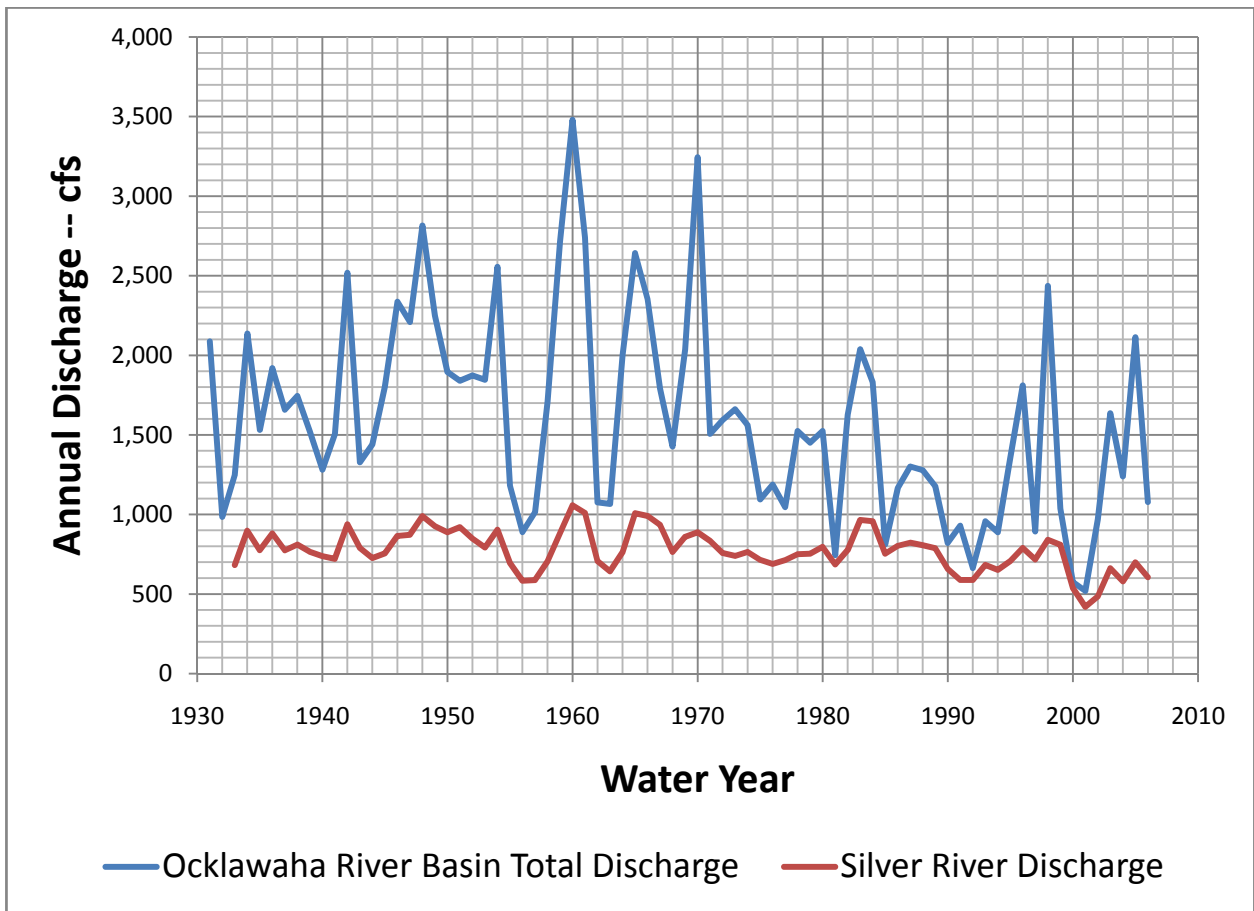 4,000
3,500
3,000
2,500
2,000
1,500
1,000
500
0
Annual Discharge -- cfs
1930 1940 1950 1960 1970 1980 1990 2000 2010
Water Year
Ocklawaha River Basin Total Discharge Silver River Discharge